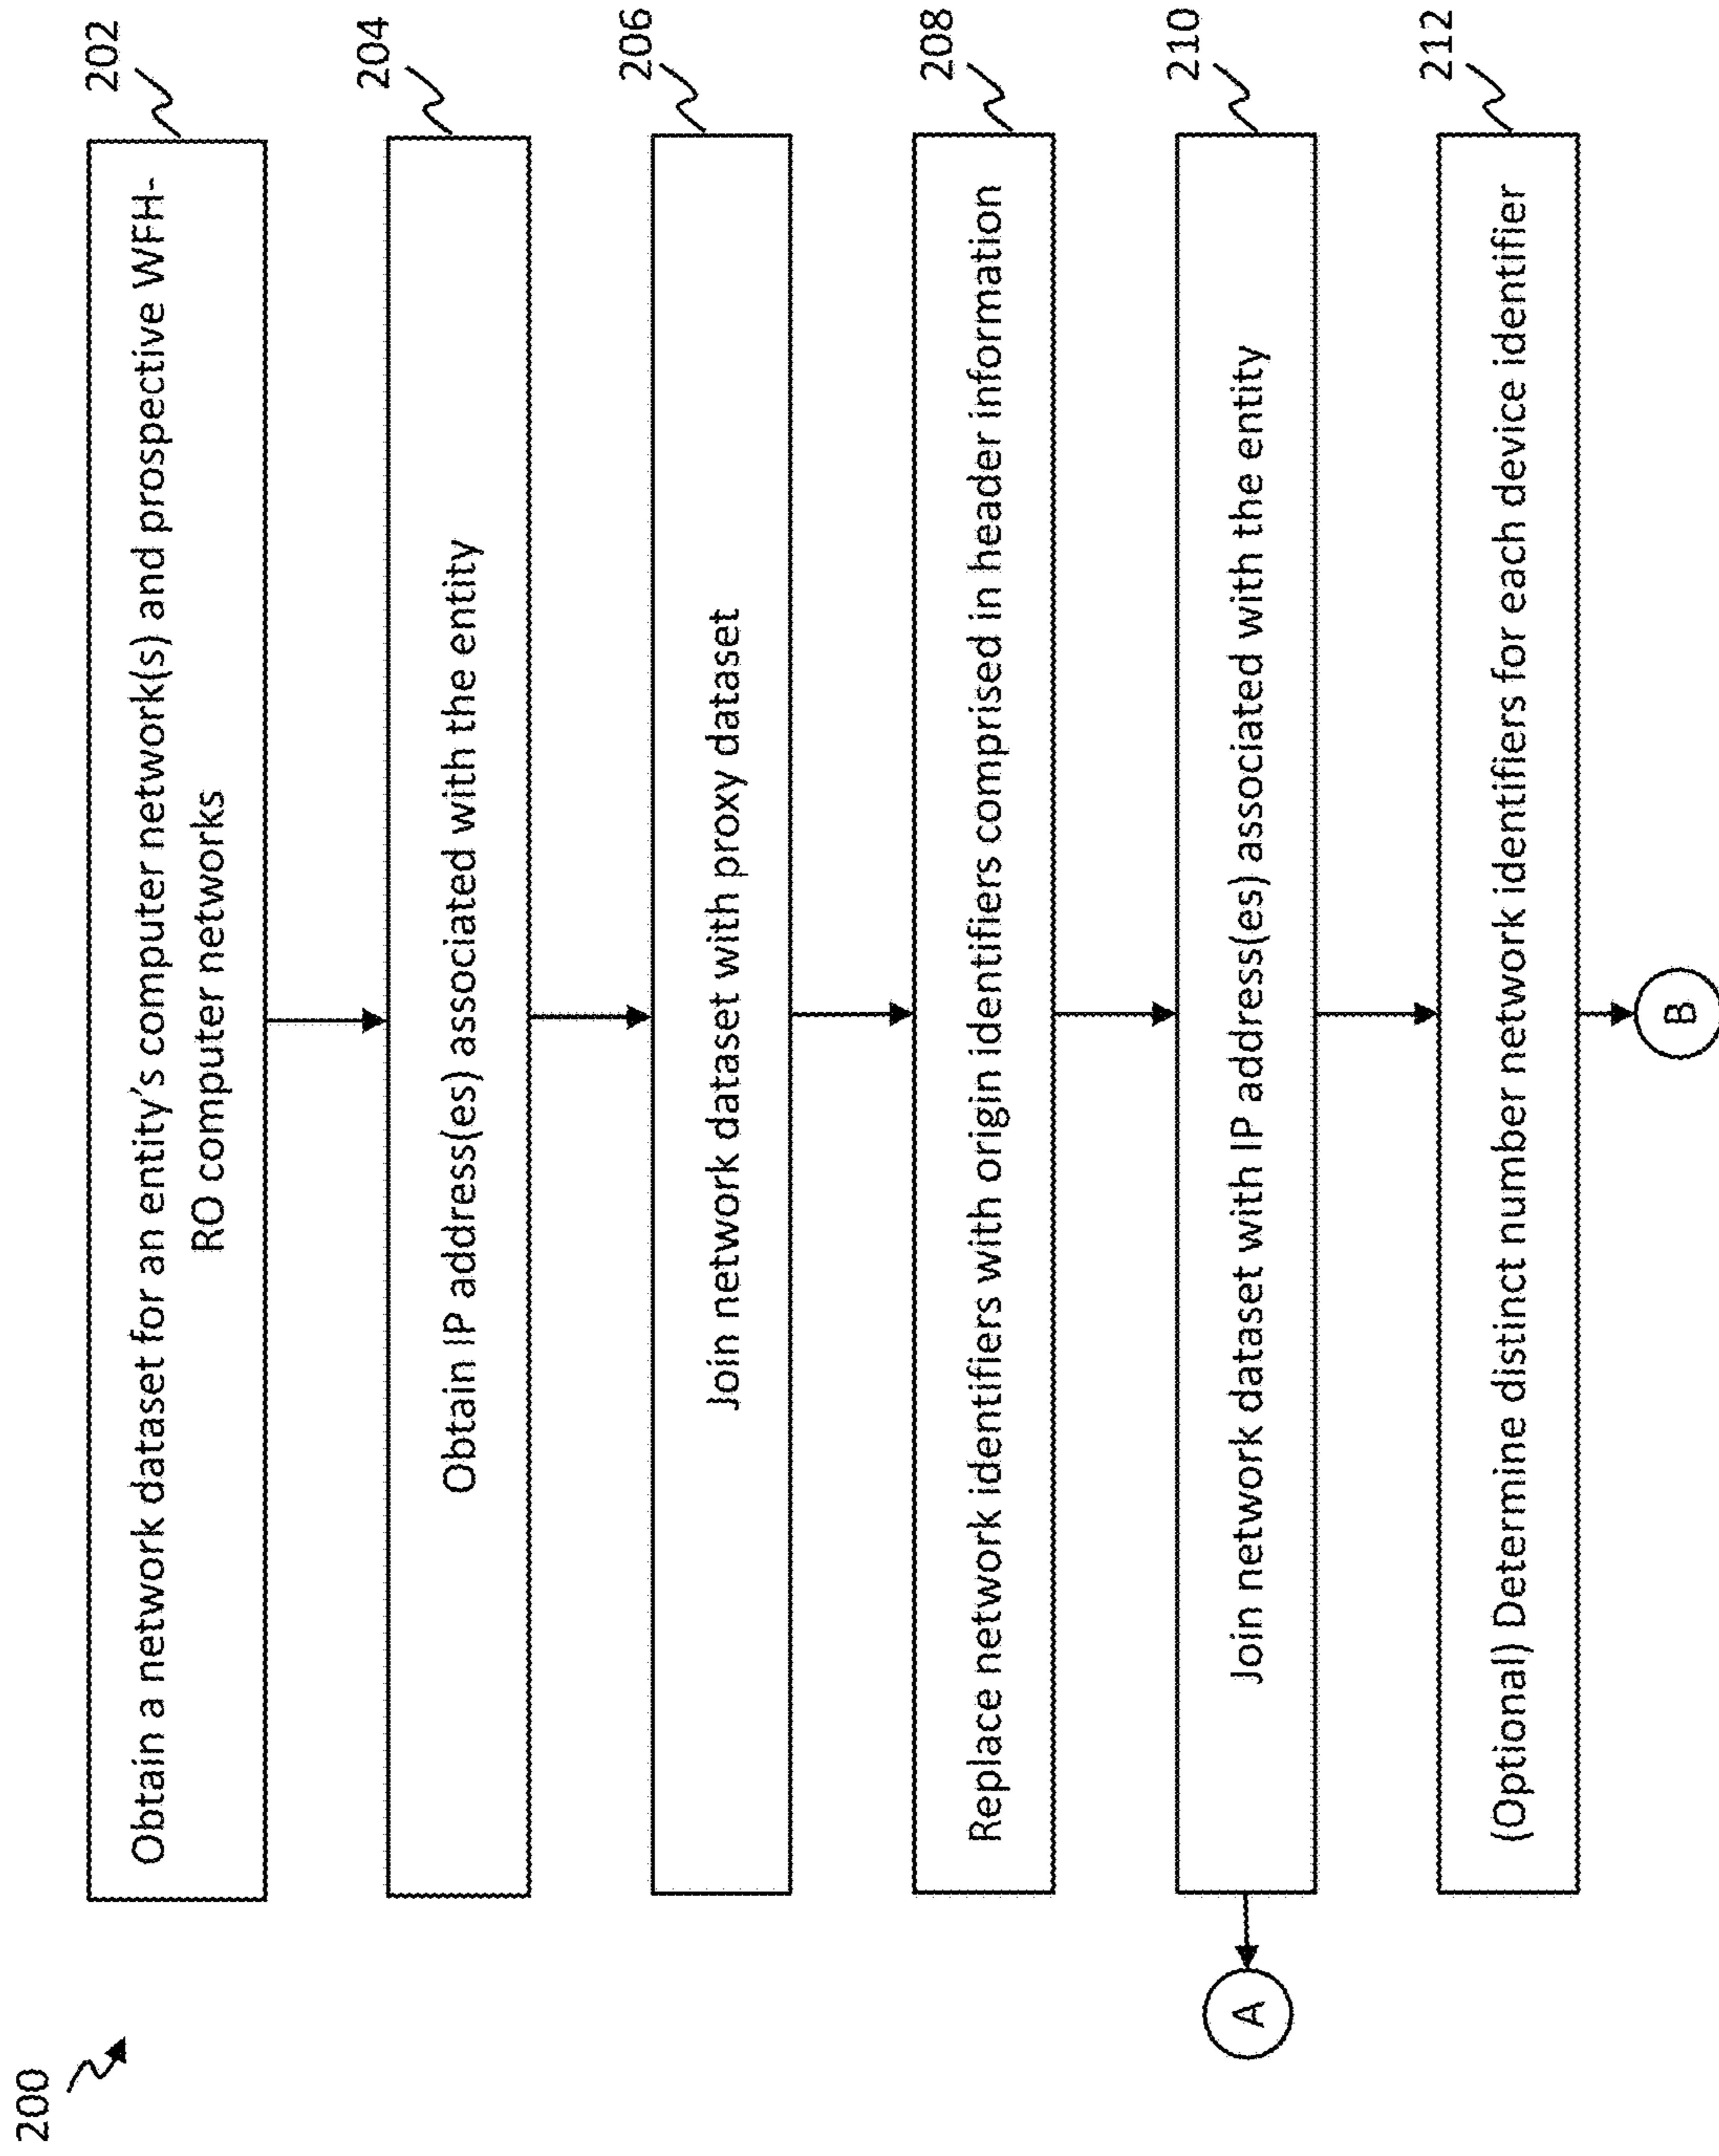 200
202
Obtain a network dataset for an entity's computer network(s) and prospective WFH-
RO computer networks
204
Obtain IP address(es) associated with the entity
206
Join network dataset with proxy dataset
208
Replace network identifiers with origin identifiers comprised in header information
210
Join network dataset with IP address(es) associated with the entity
A
212
(Optional) Determine distinct number network identifiers for each device identifier
B